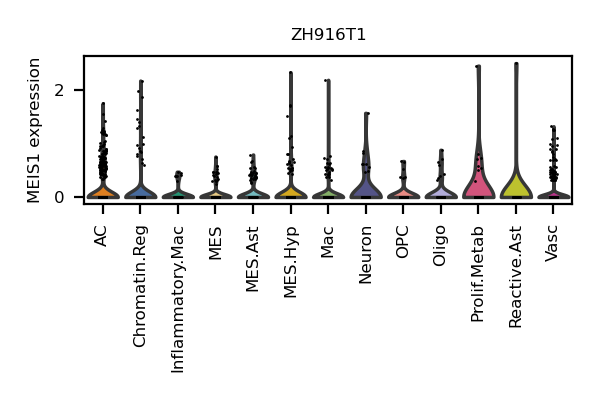 ZH916T1
MEIS1 expression
2
0
AC
Chromatin.Reg
Inflammatory.Mac
MES
MES.Ast
MES.Hyp
Mac
Neuron
OPC
Oligo
Prolif.Metab
Reactive.Ast
Vasc